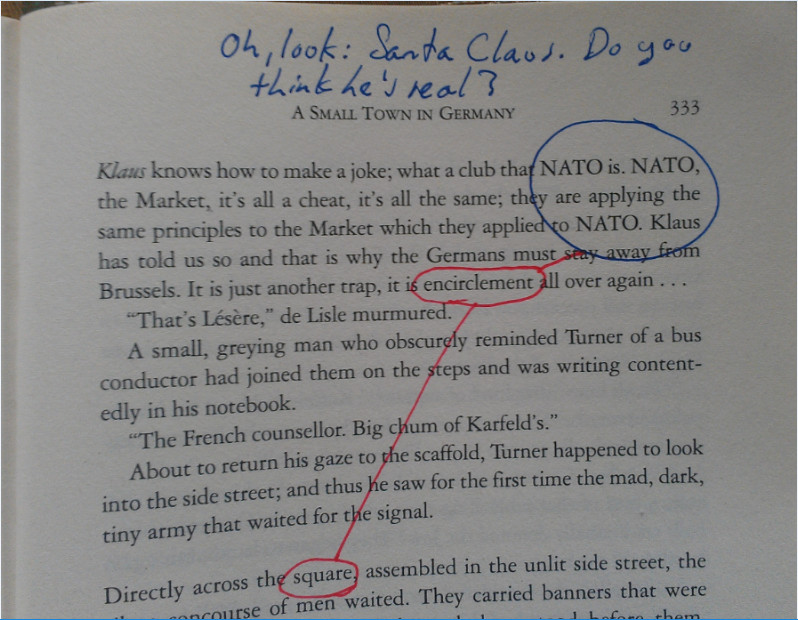 Oh, look: Santa Claus. Do you
think he's real?
A SMALL TOWN IN GERMANY 333
Klaus knows how to make a joke; what a club that NATO is. NATO,
the Market, it's all a cheat, it's all the same; they are applying the
same principles to the Market which they applied to NATO. Klaus
has told us so and that is why the Germans must stay away from
Brussels. It is just another trap, it is encirclement all over again . . .
"That's Lésère," de Lisle murmured.
A small, greying man who obscurely reminded Turner of a bus
conductor had joined them on the steps and was writing content-
edly in his notebook.
"The French counsellor. Big chum of Karfeld's."
About to return his gaze to the scaffold, Turner happened to look
into the side street; and thus he saw for the first time the mad, dark,
tiny army that waited for the signal.
Directly across the square, assembled in the unlit side street, the
concourse of men waited. They carried banners that were
before them